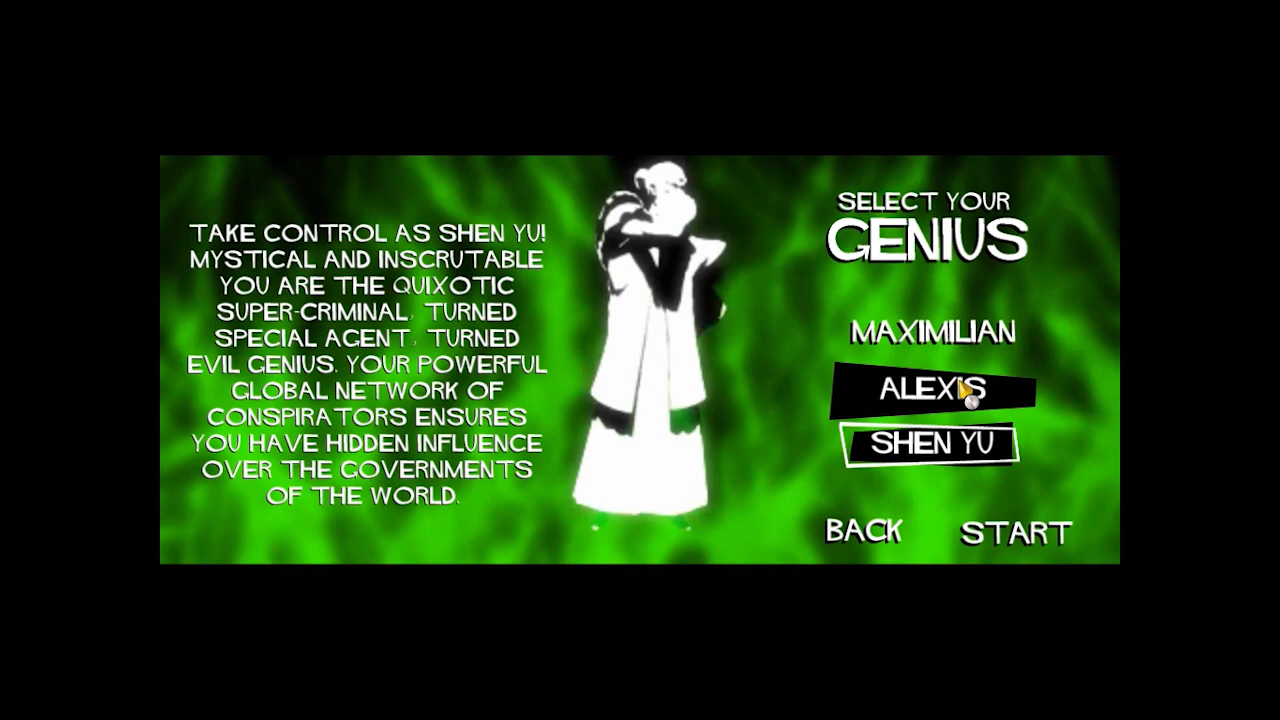 TAKE CONTROL AS SHEN YU!
MYSTICAL AND INSCRUTABLE
YOU ARE THE QUIXOTIC
SUPER-CRIMINAL, TURNED
SPECIAL AGENT, TURNED
EVIL GENIUS. YOUR POWERFUL
GLOBAL NETWORK OF
CONSPIRATORS ENSURES
YOU HAVE HIDDEN INFLUENCE
OVER THE GOVERNMENTS
OF THE WORLD.
SELECT YOUR
GENIUS
MAXIMILIAN
ALEXIS
SHEN YU
BACK
START